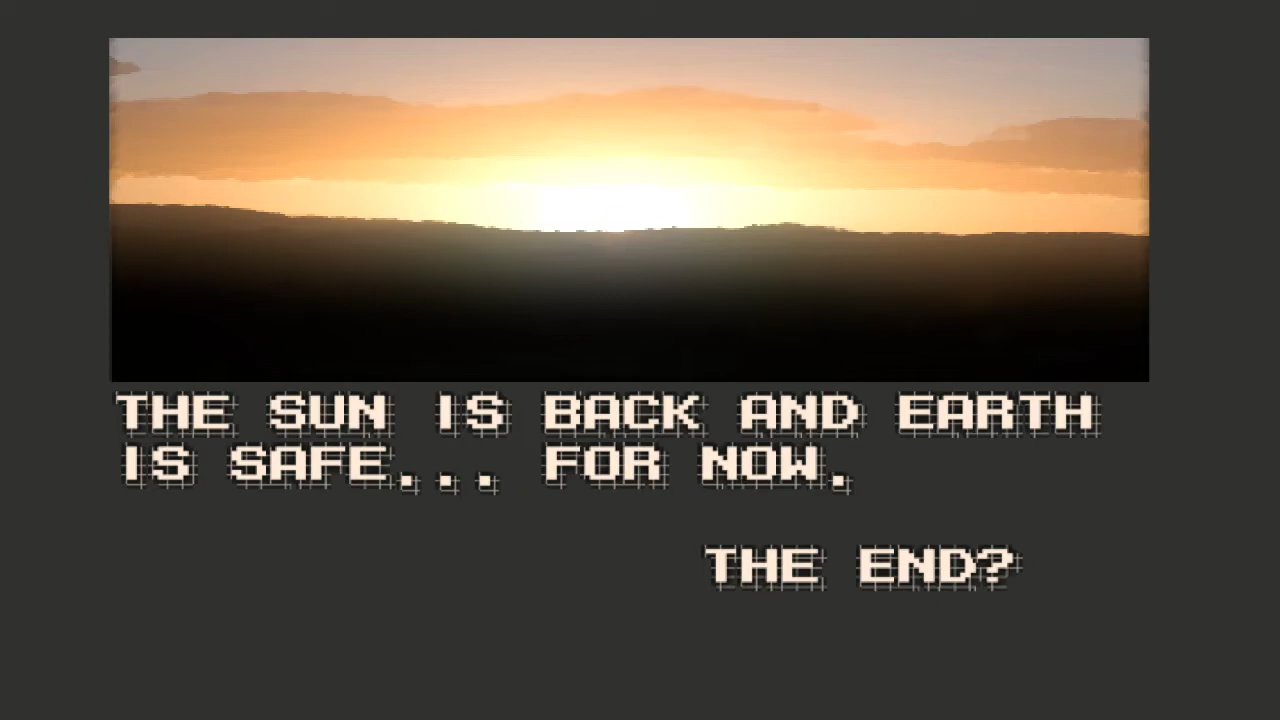 THE SUN IS BACK AND EARTH
IS SAFE... FOR NOW.
THE END?